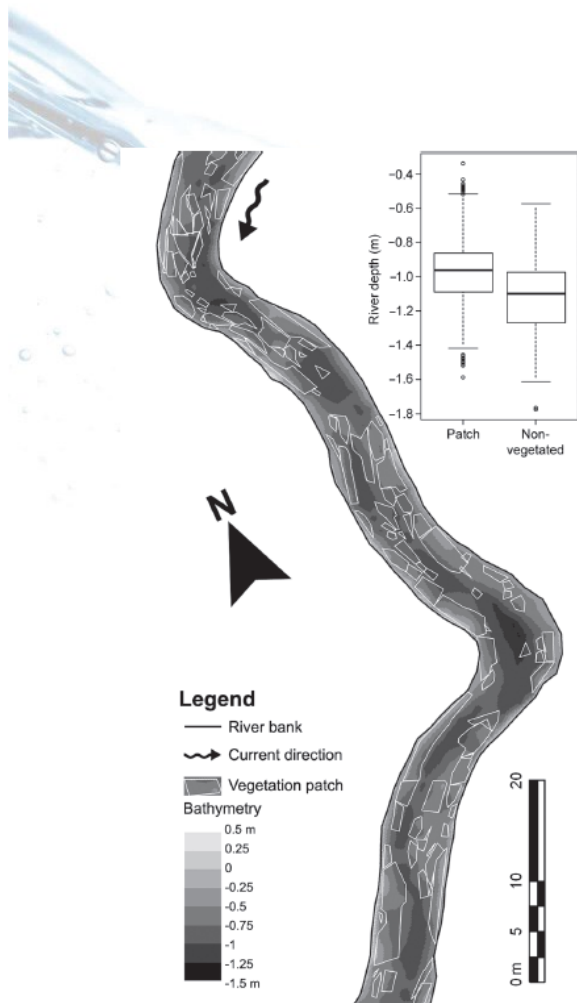 −0.4
−0.6
−0.8
−1.0
−1.2
−1.4
−1.6
−1.8
River depth (m)
Patch
Non-
vegetated
N
Legend
River bank
Current direction
Vegetation patch
Bathymetry
0.5 m
0.25
0
-0.25
-0.5
-0.75
-1
-1.25
-1.5 m
20
10
5
0 m